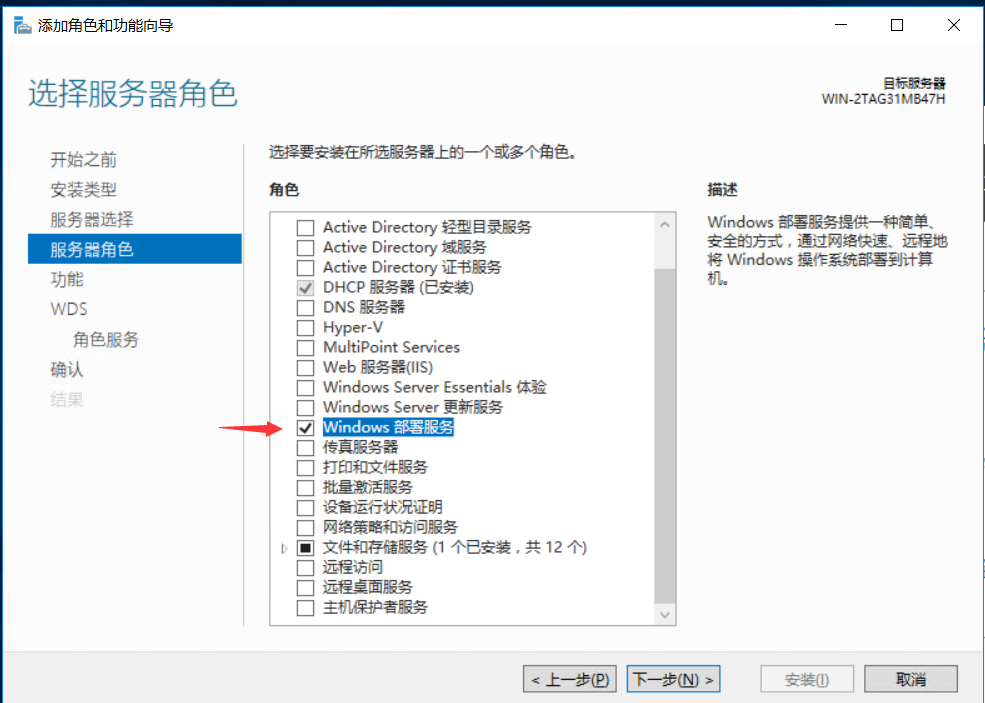 添加角色和功能向导
选择服务器角色
目标服务器
WIN-2TAG31MB47H
开始之前
安装类型
服务器选择
服务器角色
功能
WDS
角色服务
确认
结果
选择要安装在所选服务器上的一个或多个角色。
角色
Active Directory 轻型目录服务
Active Directory 域服务
Active Directory 证书服务
DHCP 服务器 (已安装)
DNS 服务器
Hyper-V
MultiPoint Services
Web 服务器(IIS)
Windows Server Essentials 体验
Windows Server 更新服务
Windows 部署服务
传真服务器
打印和文件服务
批量激活服务
设备运行状况证明
网络策略和访问服务
文件和存储服务 (1 个已安装，共 12 个)
远程访问
远程桌面服务
主机保护者服务
描述
Windows 部署服务提供一种简单、
安全的方式，通过网络快速、远程地
将 Windows 操作系统部署到计算
机。
< 上一步(P)
下一步(N) >
安装(I)
取消